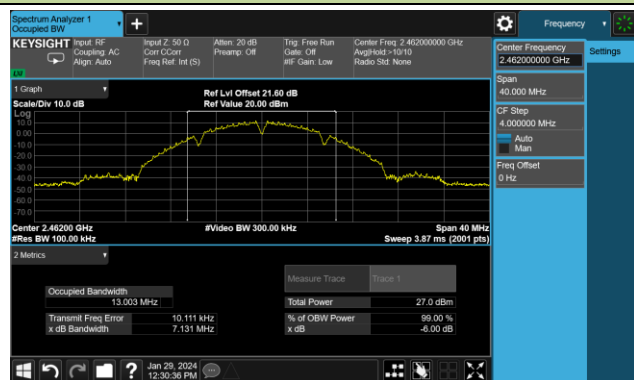 Spectrum Analyzer 1
Occupied BW
Frequency
KEYSIGHT
Input: RF
Coupling: AC
Align: Auto
Input Z: 50 Ω
Corr CCorr
Freq Ref: Int (S)
Atten: 20 dB
Preamp: Off
Trig: Free Run
Gate: Off
#IF Gain: Low
Center Freq: 2.462000000 GHz
Avg|Hold:>10/10
Radio Std: None
Center Frequency
2.462000000 GHz
Settings
Span
40.000 MHz
CF Step
4.000000 MHz
Auto
Man
Freq Offset
0 Hz
1 Graph
Scale/Div 10.0 dB
Ref Lvl Offset 21.60 dB
Ref Value 20.00 dBm
Log
10.0
0.00
-10.0
-20.0
-30.0
-40.0
-50.0
-60.0
-70.0
Center 2.46200 GHz
#Res BW 100.00 kHz
#Video BW 300.00 kHz
Span 40 MHz
Sweep 3.87 ms (2001 pts)
2 Metrics
Measure Trace
Trace 1
Occupied Bandwidth
13.003 MHz
Total Power
27.0 dBm
Transmit Freq Error
10.111 kHz
% of OBW Power
99.00 %
x dB Bandwidth
7.131 MHz
x dB
-6.00 dB
?
Jan 29, 2024
12:30:36 PM